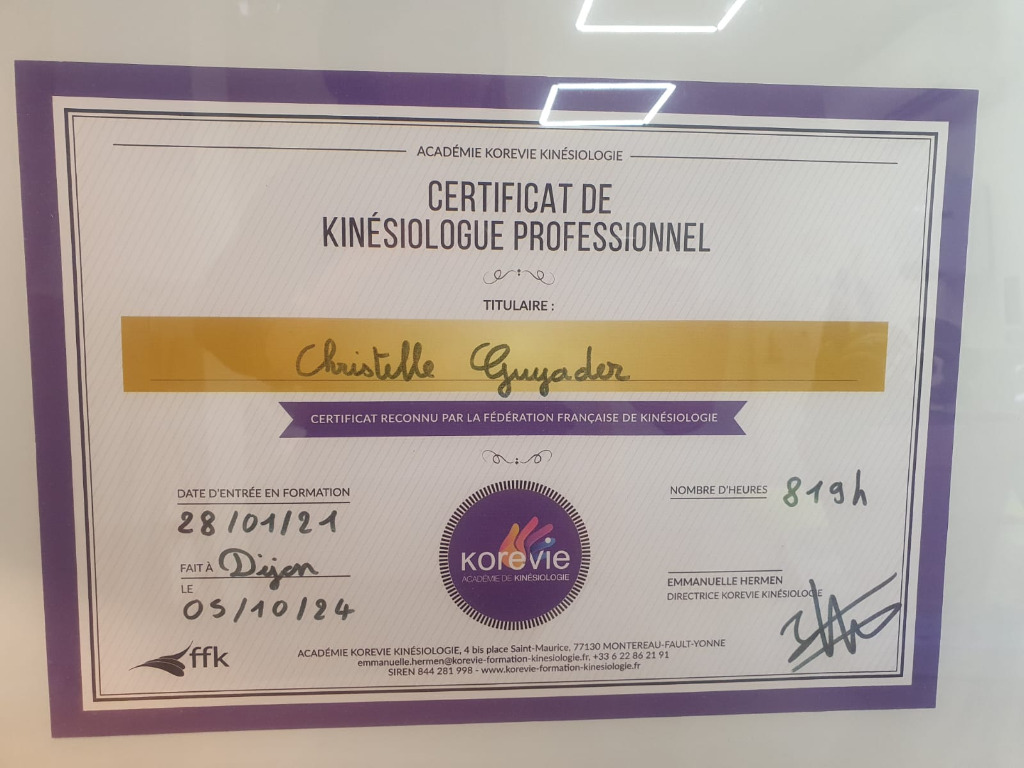 ACADÉMIE KOREVIE KINÉSIOLOGIE
CERTIFICAT DE
KINÉSIOLOGUE PROFESSIONNEL
TITULAIRE :
Christelle Guyader
CERTIFICAT RECONNU PAR LA FÉDÉRATION FRANÇAISE DE KINÉSIOLOGIE
DATE D'ENTRÉE EN FORMATION
28/01/21
FAIT À Dijon
LE
05/10/24
KOREVIE
ACADÉMIE DE KINÉSIOLOGIE
NOMBRE D'HEURES 819h
EMMANUELLE HERMEN
DIRECTRICE KOREVIE KINÉSIOLOGIE
ffk
ACADÉMIE KOREVIE KINÉSIOLOGIE, 4 bis place Saint-Maurice, 77130 MONTEREAU-FAULT-YONNE
emmanuelle.hermen@korevie-formation-kinesiologie.fr, +33 6 22 86 21 91
SIREN 844 281 998 - www.korevie-formation-kinesiologie.fr